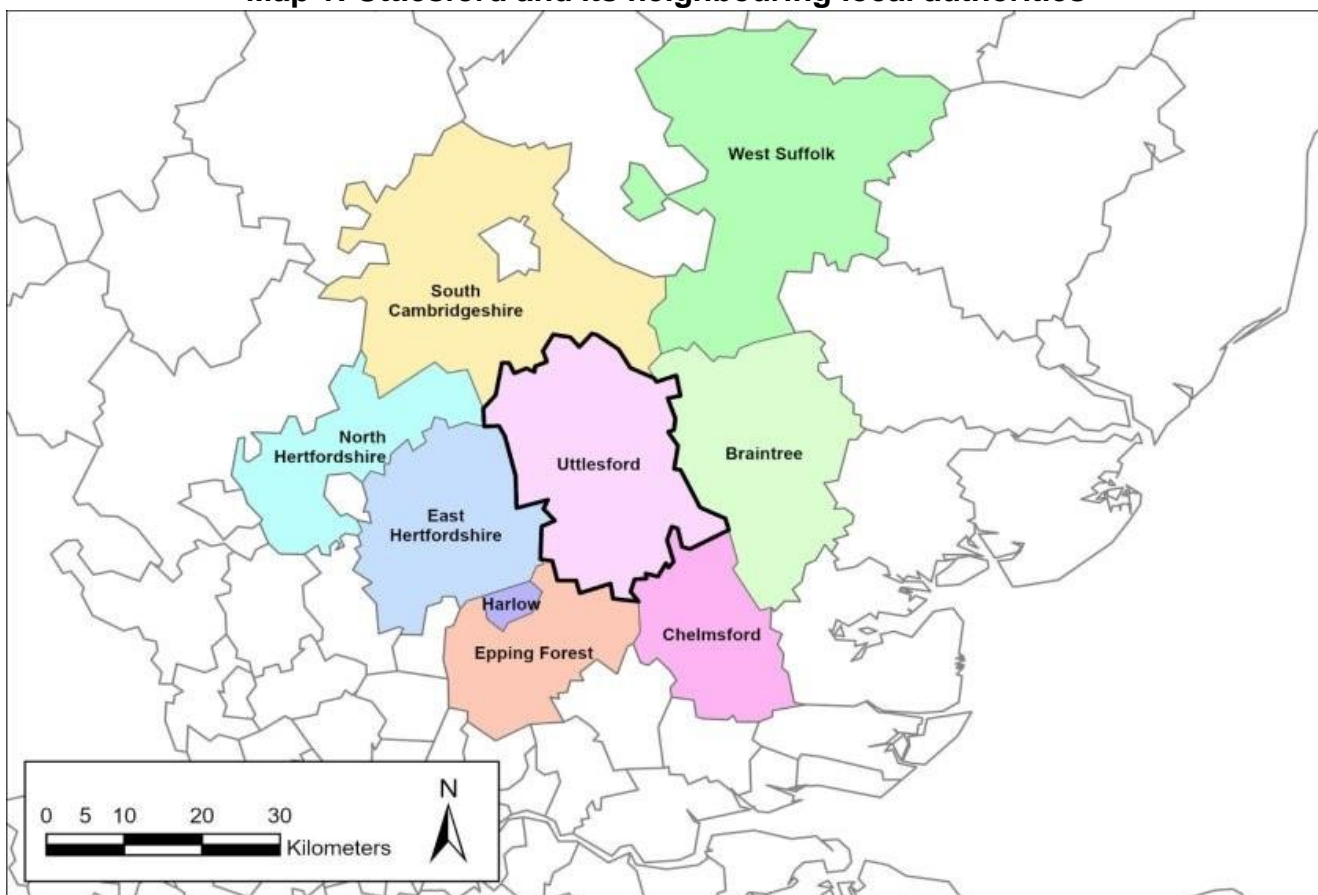 Map 1: Uttlesford and its neighbouring local authorities
West Suffolk
South
Cambridgeshire
North
Hertfordshire
Uttlesford
Braintree
East
Hertfordshire
Harlow
Chelmsford
Epping Forest
N
0 5 10 20 30
Kilometers